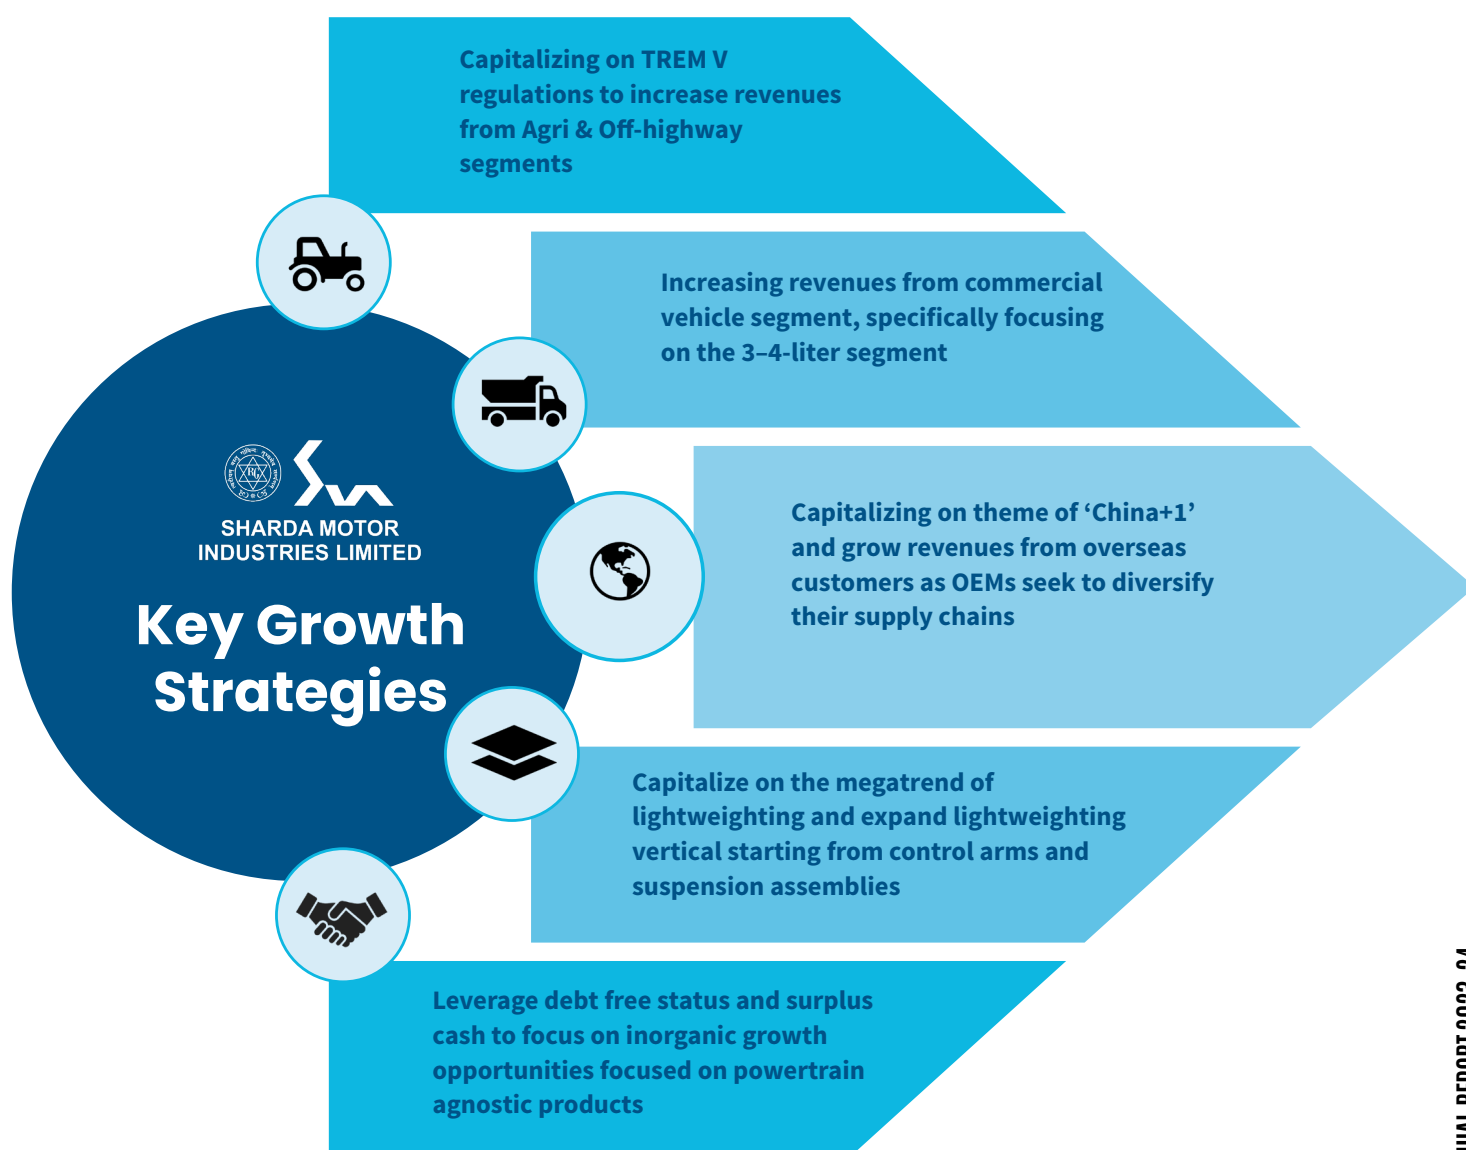 Capitalizing on TREM V
regulations to increase revenues
from Agri & Off-highway
segments
Increasing revenues from commercial
vehicle segment, specifically focusing
on the 3–4-liter segment
SHARDA MOTOR
INDUSTRIES LIMITED
Key Growth
Strategies
Capitalizing on theme of ‘China+1’
and grow revenues from overseas
customers as OEMs seek to diversify
their supply chains
Capitalize on the megatrend of
lightweighting and expand lightweighting
vertical starting from control arms and
suspension assemblies
Leverage debt free status and surplus
cash to focus on inorganic growth
opportunities focused on powertrain
agnostic products
REPORT